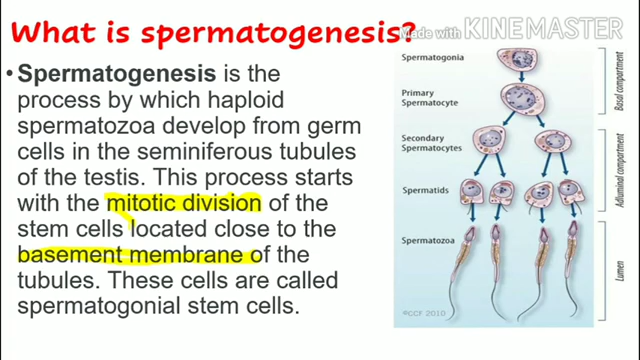 What is spermatogenesis?
Made with KINEMASTER
• Spermatogenesis is the
process by which haploid
spermatozoa develop from germ
cells in the seminiferous tubules
of the testis. This process starts
with the mitotic division of the
stem cells located close to the
basement membrane of the
tubules. These cells are called
spermatogonial stem cells.
Spermatogonia
Primary
Spermatocyte
Secondary
Spermatocytes
Spermatids
Spermatozoa
Basal compartment
Adluminal compartment
Lumen
©CCF 2010